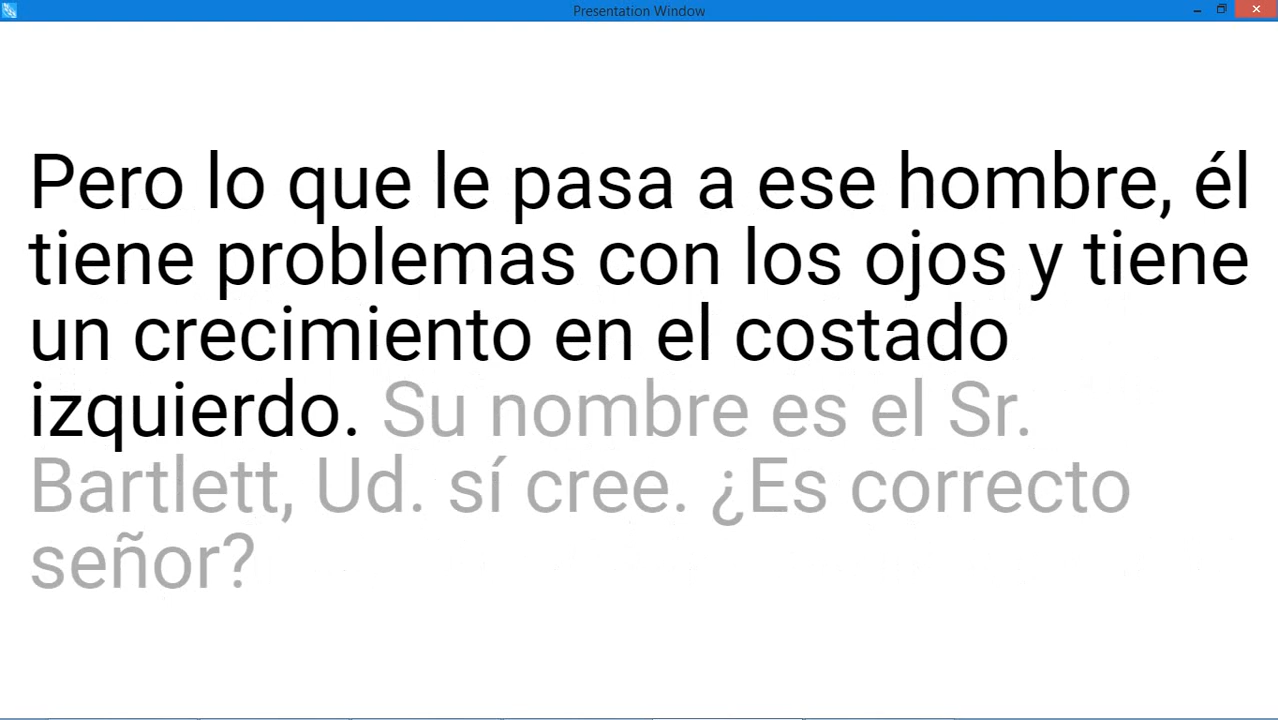 Presentation Window
Pero lo que le pasa a ese hombre, él
tiene problemas con los ojos y tiene
un crecimiento en el costado
izquierdo. Su nombre es el Sr.
Bartlett, Ud. sí cree. ¿Es correcto
señor?